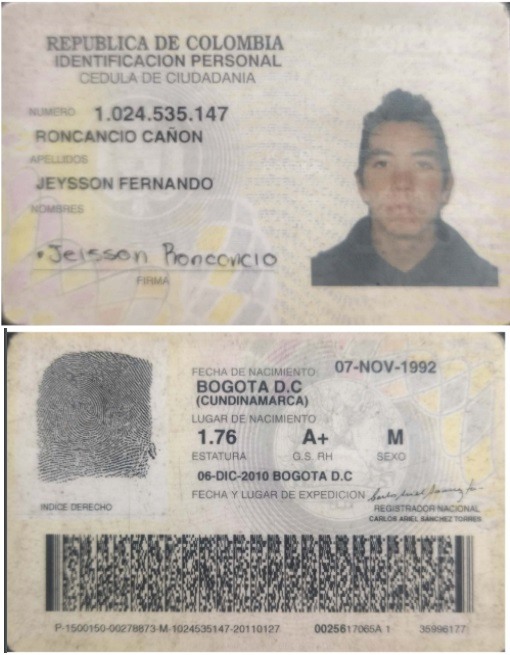 REPUBLICA DE COLOMBIA
IDENTIFICACION PERSONAL
CEDULA DE CIUDADANIA
NUMERO 1.024.535.147
RONCANCIO CAÑON
APELLIDOS
JEYSSON FERNANDO
NOMBRES
Jeisson Roncancio
FIRMA
FECHA DE NACIMIENTO 07-NOV-1992
BOGOTA D.C
(CUNDINAMARCA)
LUGAR DE NACIMIENTO
1.76 A+ M
ESTATURA G.S. RH SEXO
06-DIC-2010 BOGOTA D.C
FECHA Y LUGAR DE EXPEDICION
INDICE DERECHO
REGISTRADOR NACIONAL
CARLOS ARIEL SANCHEZ TORRES
P-1500150-00278873-M-1024535147-20110127 0025617065A 1 35996177